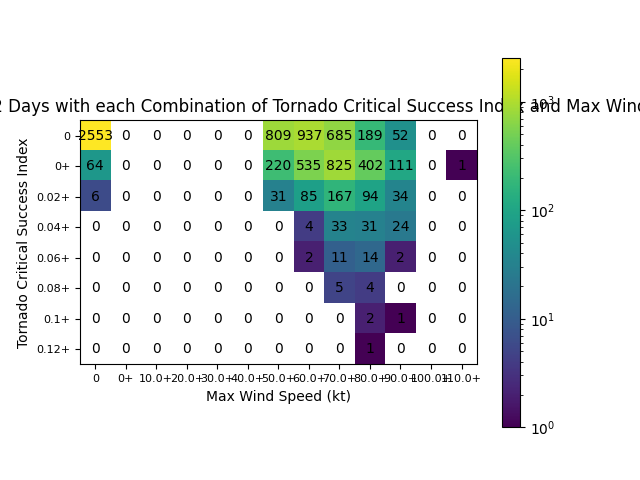 2 Days with each Combination of Tornado Critical Success Index and Max Wind
Tornado Critical Success Index
0 2553 0 0 0 0 0 809 937 685 189 52 0 0
0+ 64 0 0 0 0 0 220 535 825 402 111 0 1
0.02+ 6 0 0 0 0 0 31 85 167 94 34 0 0
0.04+ 0 0 0 0 0 0 0 4 33 31 24 0 0
0.06+ 0 0 0 0 0 0 0 2 11 14 2 0 0
0.08+ 0 0 0 0 0 0 0 0 5 4 0 0 0
0.1+ 0 0 0 0 0 0 0 0 0 2 1 0 0
0.12+ 0 0 0 0 0 0 0 0 0 1 0 0 0
0 0+ 10.0+ 20.0+ 30.0+ 40.0+ 50.0+ 60.0+ 70.0+ 80.0+ 90.0+ 100.0+ 110.0+
Max Wind Speed (kt)
10³
10²
10¹
10⁰